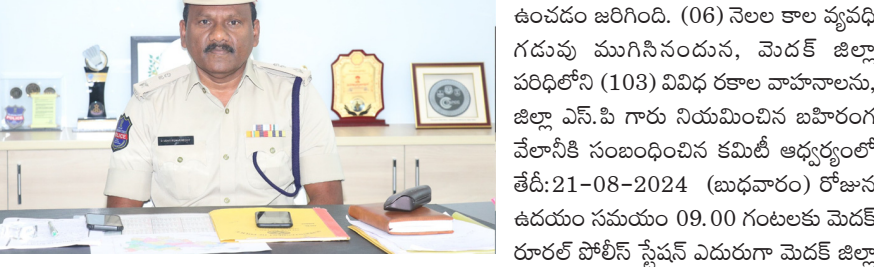 ఉంచడం జరిగింది. (06) నెలల కాల వ్యవధి
గడువు ముగిసినందున, మెదక్ జిల్లా
పరిధిలోని (103) వివిధ రకాల వాహనాలను,
జిల్లా ఎస్.పి గారు నియమించిన బహిరంగ
వేలానికి సంబంధించిన కమిటీ ఆధ్వర్యంలో
తేదీ:21-08-2024 (బుధవారం) రోజున
ఉదయం సమయం 09.00 గంటలకు మెదక్
రూరల్ పోలీస్ స్టేషన్ ఎదురుగా మెదక్ జిల్లా
POLICE